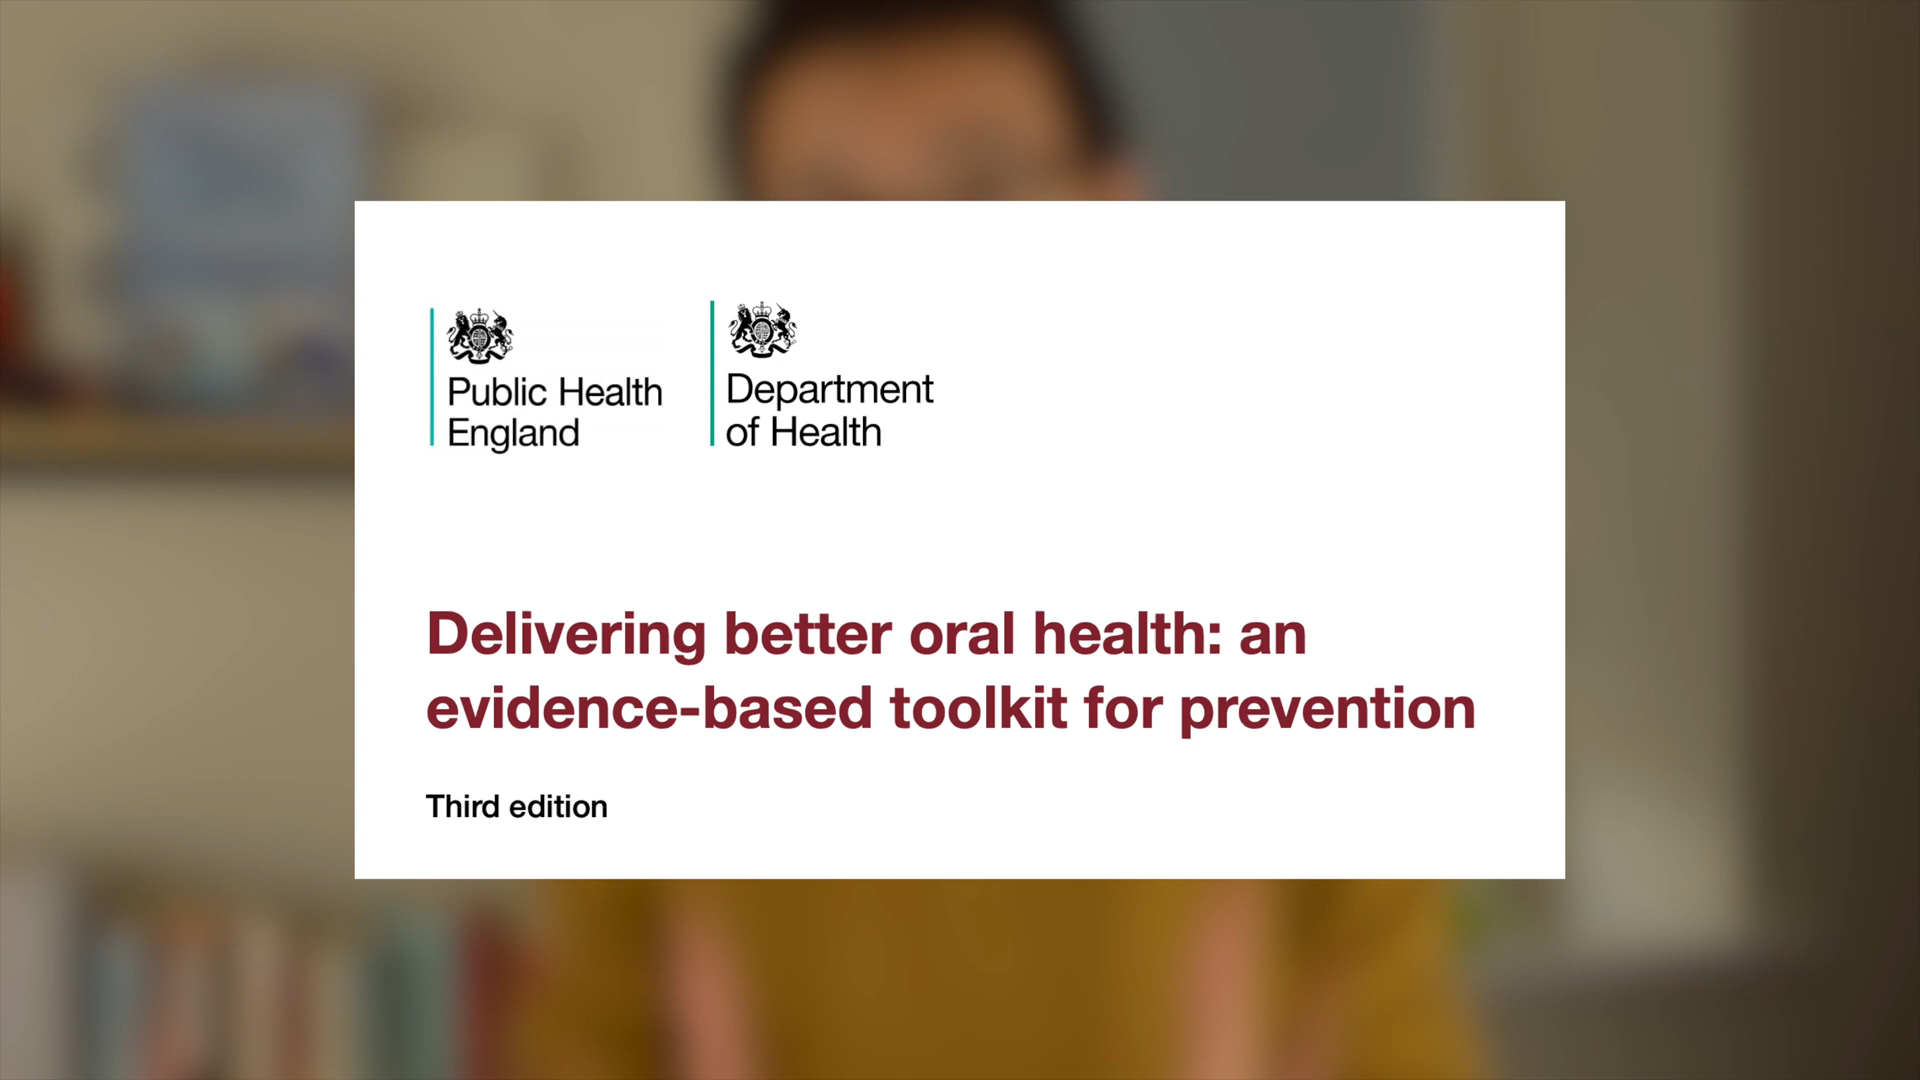 Public Health
England
Department
of Health
Delivering better oral health: an
evidence-based toolkit for prevention
Third edition